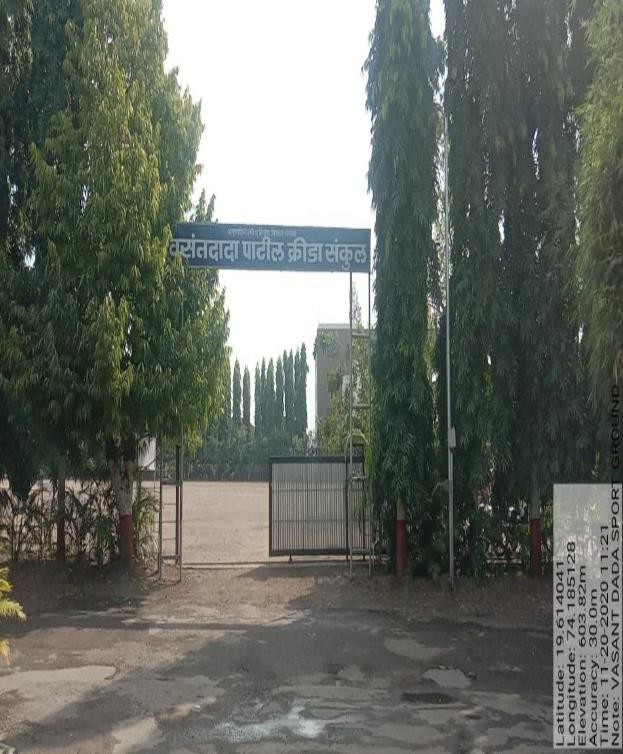 वसंतदादा पाटील क्रीडा संकुल
Latitude: 19.614041
Longitude: 74.185128
Elevation: 603.82m
Accuracy: 30.0m
Time: 11-20-2020 11:21
Note: VASANT DADA SPORT GROUND